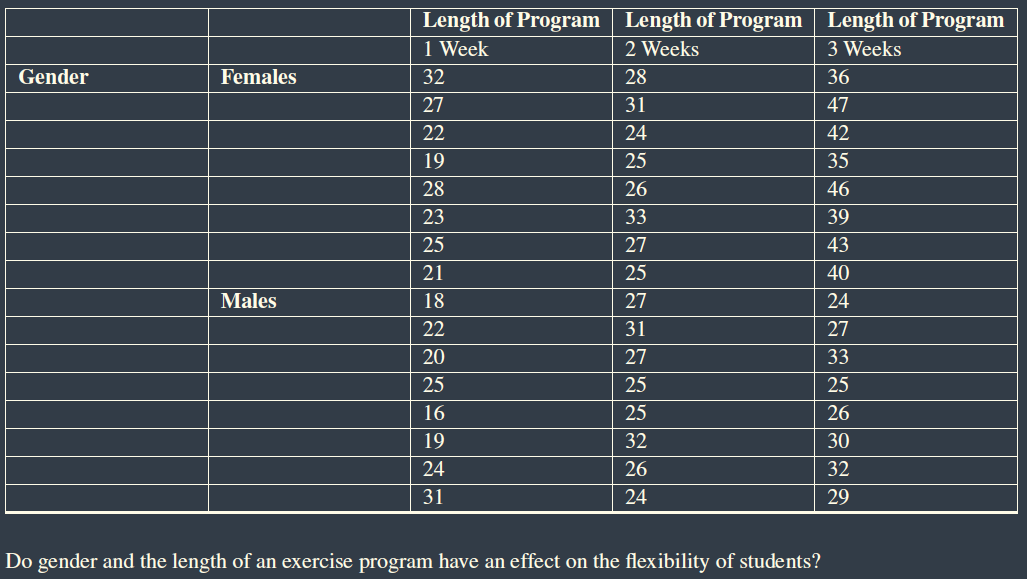 Length of Program Length of Program Length of Program
1 Week 2 Weeks 3 Weeks
Gender Females 32 28 36
27 31 47
22 24 42
19 25 35
28 26 46
23 33 39
25 27 43
21 25 40
Males 18 27 24
22 31 27
20 27 33
25 25 25
16 25 26
19 32 30
24 26 32
31 24 29
Do gender and the length of an exercise program have an effect on the flexibility of students?